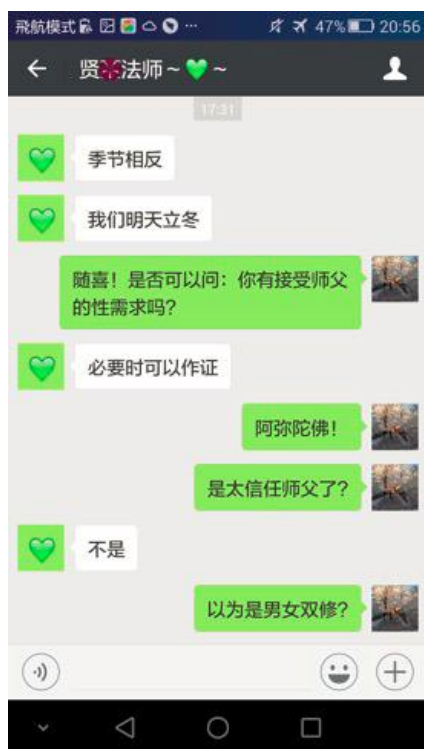 飛航模式 47% 20:56
贤法师~💚~
17:31
季节相反
我们明天立冬
随喜！是否可以问：你有接受师父
的性需求吗？
必要时可以作证
阿弥陀佛！
是太信任师父了？
不是
以为是男女双修？